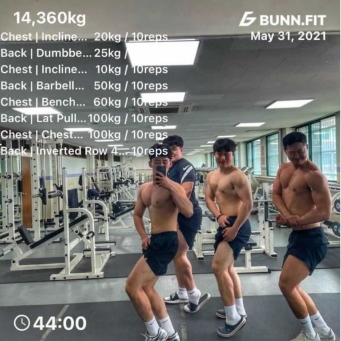 14,360kg
BUNN.FIT
May 31, 2021
Chest | Incline... 20kg / 10reps
Back | Dumbbe... 25kg / 10reps
Chest | Incline... 10kg / 10reps
Back | Barbell... 50kg / 10reps
Chest | Bench... 60kg / 10reps
Back | Lat Pull... 100kg / 10reps
Chest | Chest... 100kg / 10reps
Back | Inverted Row 4... 10reps
44:00